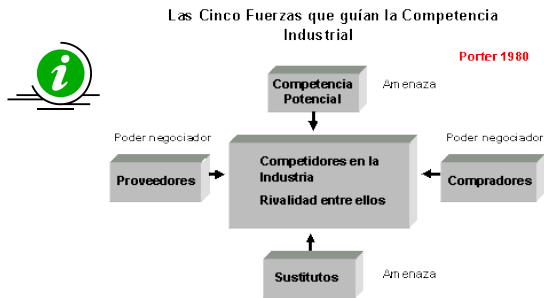 Las Cinco Fuerzas que guían la Competencia
Industrial
Porter 1980
Competencia
Potencial
Amenaza
Poder negociador
Poder negociador
Proveedores
Competidores en la
Industria
Rivalidad entre ellos
Compradores
Sustitutos
Amenaza